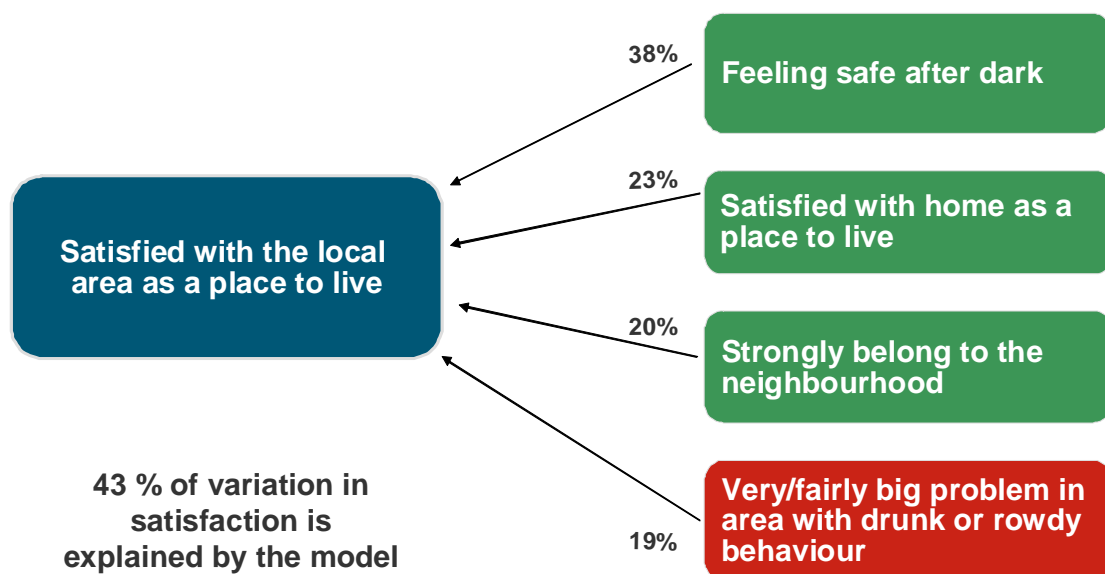 38%
Feeling safe after dark
23%
Satisfied with home as a
place to live
Satisfied with the local
area as a place to live
20%
Strongly belong to the
neighbourhood
43 % of variation in
satisfaction is
explained by the model
19%
Very/fairly big problem in
area with drunk or rowdy
behaviour